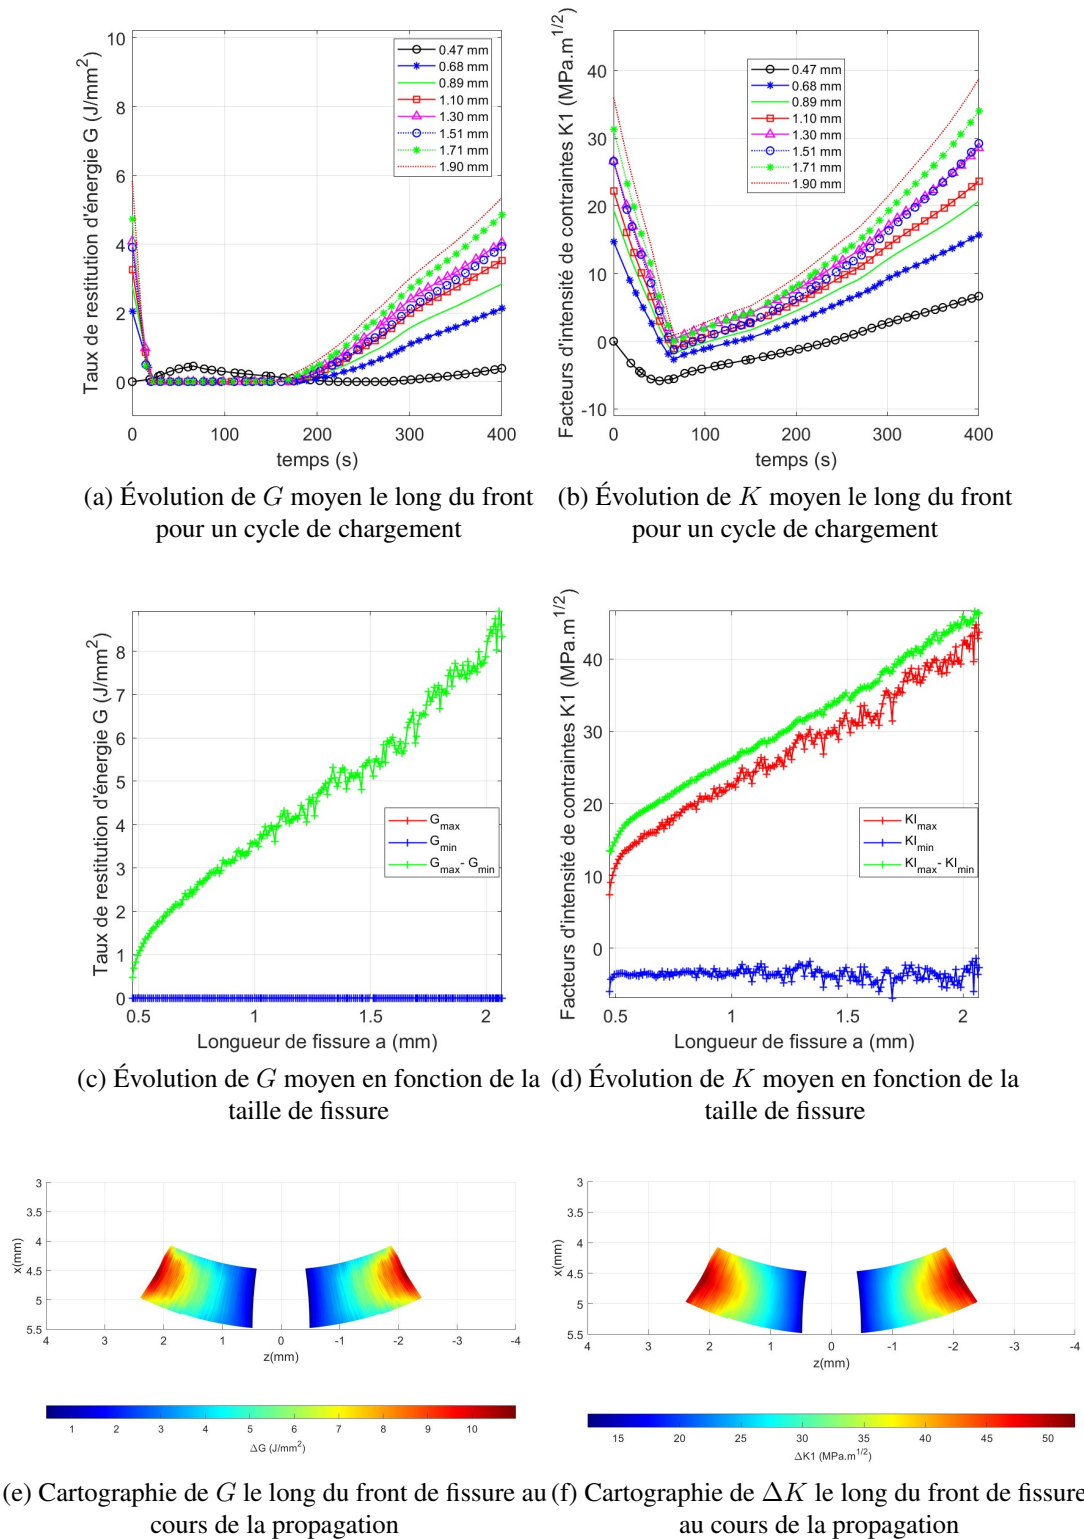 Taux de restitution d'énergie G (J/mm²)
10
8
6
4
2
0
0 100 200 300 400
temps (s)
0.47 mm
0.68 mm
0.89 mm
1.10 mm
1.30 mm
1.51 mm
1.71 mm
1.90 mm
Facteurs d'intensité de contraintes K1 (MPa.m^1/2)
40
30
20
10
0
-10
0 100 200 300 400
temps (s)
0.47 mm
0.68 mm
0.89 mm
1.10 mm
1.30 mm
1.51 mm
1.71 mm
1.90 mm
(a) Évolution de G moyen le long du front
pour un cycle de chargement
(b) Évolution de K moyen le long du front
pour un cycle de chargement
Taux de restitution d'énergie G (J/mm²)
8
7
6
5
4
3
2
1
0
0.5 1 1.5 2
Longueur de fissure a (mm)
G_max
G_min
G_max- G_min
Facteurs d'intensité de contraintes K1 (MPa.m^1/2)
40
30
20
10
0
0.5 1 1.5 2
Longueur de fissure a (mm)
KI_max
KI_min
KI_max- KI_min
(c) Évolution de G moyen en fonction de la
taille de fissure
(d) Évolution de K moyen en fonction de la
taille de fissure
x(mm)
3
3.5
4
4.5
5
5.5
4 3 2 1 0 -1 -2 -3 -4
z(mm)
1 2 3 4 5 6 7 8 9 10
ΔG (J/mm²)
x(mm)
3
3.5
4
4.5
5
5.5
4 3 2 1 0 -1 -2 -3 -4
z(mm)
15 20 25 30 35 40 45 50
ΔK1 (MPa.m^1/2)
(e) Cartographie de G le long du front de fissure au
cours de la propagation
(f) Cartographie de ΔK le long du front de fissure
au cours de la propagation